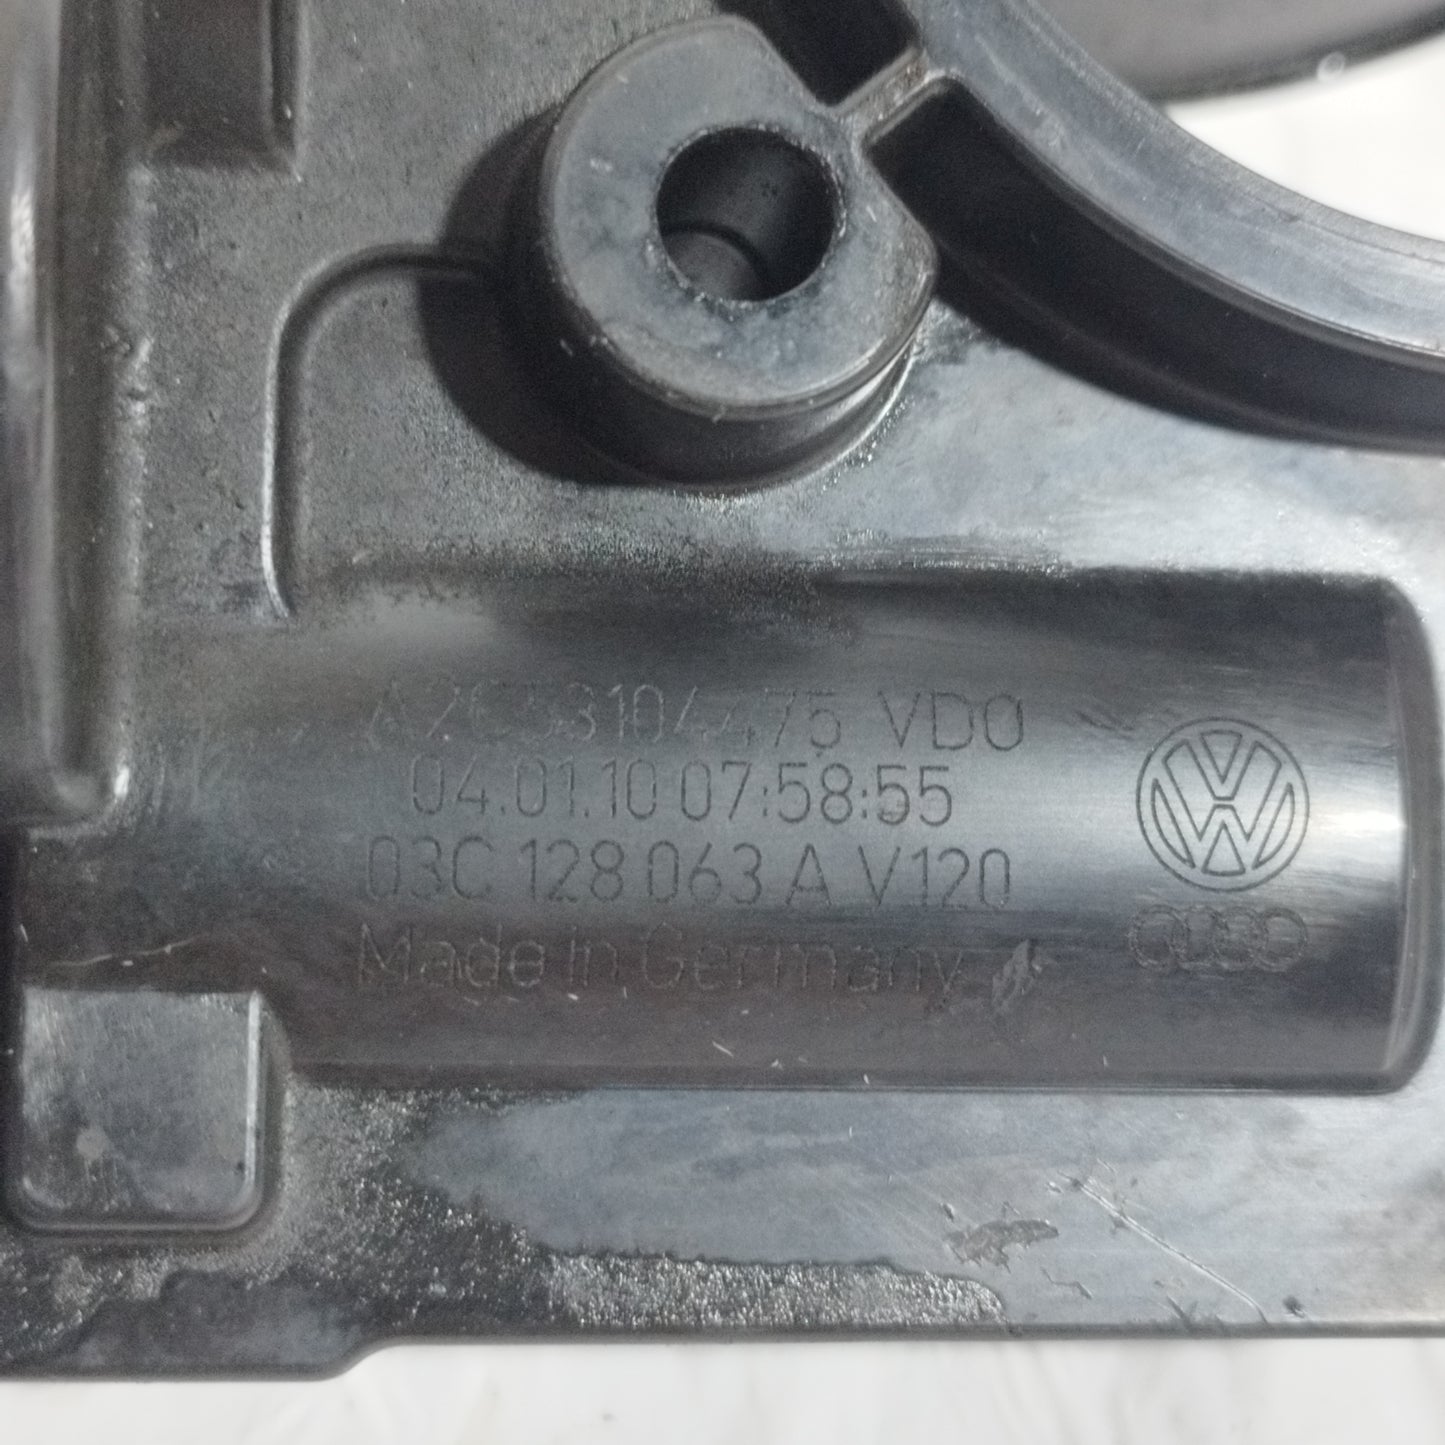 A2C53104475 VDO
04.01.10 07:58:55
03C 128 063 A V120
Made in Germany